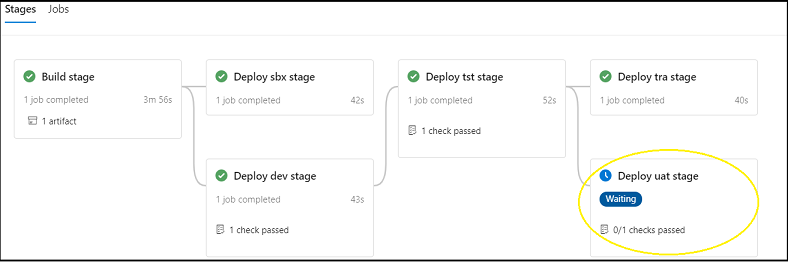 Stages Jobs
Build stage
1 job completed 3m 56s
1 artifact
Deploy sbx stage
1 job completed 42s
Deploy dev stage
1 job completed 43s
1 check passed
Deploy tst stage
1 job completed 52s
1 check passed
Deploy tra stage
1 job completed 40s
Deploy uat stage
Waiting
0/1 checks passed